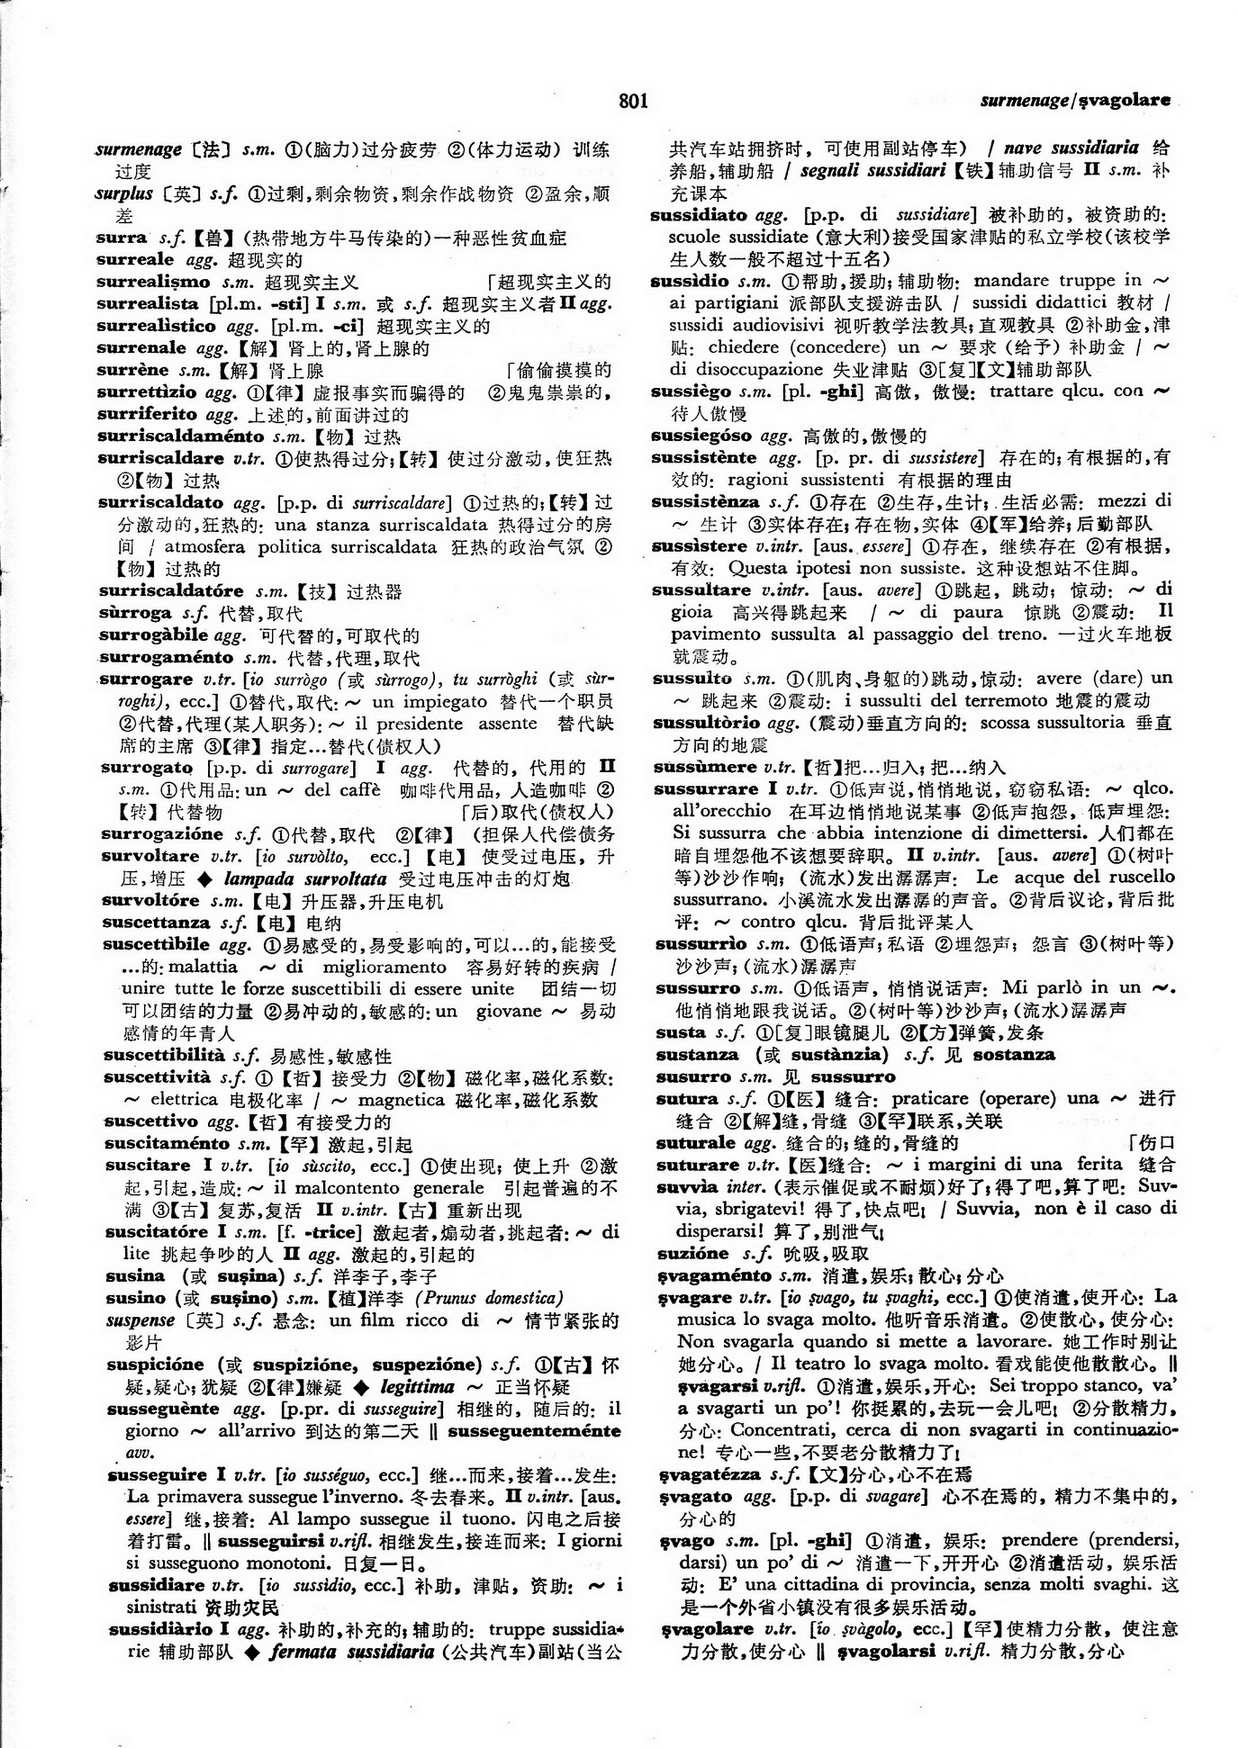 801
surmenage/ṣvagolare
surmenage〔法〕s.m. ①(脑力)过分疲劳 ②(体力运动) 训练
过度
surplus〔英〕s.f. ①过剩,剩余物资,剩余作战物资 ②盈余,顺
差
surra s.f.【兽】(热带地方牛马传染的)一种恶性贫血症
surreale agg. 超现实的
surrealiṣmo s.m. 超现实主义 「超现实主义的
surrealista [pl.m. -sti] I s.m. 或 s.f. 超现实主义者 II agg.
surrealìstico agg. [pl.m. -ci] 超现实主义的
surrenale agg.【解】肾上的,肾上腺的
surrène s.m.【解】肾上腺 「偷偷摸摸的
surrettìzio agg. ①【律】虚报事实而骗得的 ②鬼鬼祟祟的,
surriferito agg. 上述的,前面讲过的
surriscaldaménto s.m.【物】过热
surriscaldare v.tr. ①使热得过分;【转】使过分激动,使狂热
②【物】过热
surriscaldato agg. [p.p. di surriscaldare] ①过热的;【转】过
分激动的,狂热的: una stanza surriscaldata 热得过分的房
间 / atmosfera politica surriscaldata 狂热的政治气氛 ②
【物】过热的
surriscaldatóre s.m.【技】过热器
sùrroga s.f. 代替,取代
surrogàbile agg. 可代替的,可取代的
surrogaménto s.m. 代替,代理,取代
surrogare v.tr. [io surrògo (或 sùrrogo), tu surròghi (或 sùr-
roghi), ecc.] ①替代,取代: ~ un impiegato 替代一个职员
②代替,代理(某人职务): ~ il presidente assente 替代缺
席的主席 ③【律】指定…替代(债权人)
surrogato [p.p. di surrogare] I agg. 代替的, 代用的 II
s.m. ①代用品: un ~ del caffè 咖啡代用品, 人造咖啡 ②
【转】代替物 「后)取代(债权人)
surrogazióne s.f. ①代替,取代 ②【律】 (担保人代偿债务
survoltare v.tr. [io survòlto, ecc.] 【电】 使受过电压, 升
压,增压 ◆ lampada survoltata 受过电压冲击的灯炮
survoltóre s.m.【电】升压器,升压电机
suscettanza s.f.【电】电纳
suscettìbile agg. ①易感受的,易受影响的,可以…的,能接受
…的: malattia ~ di miglioramento 容易好转的疾病 /
unire tutte le forze suscettibili di essere unite 团结一切
可以团结的力量 ②易冲动的,敏感的: un giovane ~ 易动
感情的年青人
suscettibilità s.f. 易感性,敏感性
suscettività s.f. ①【哲】接受力 ②【物】磁化率,磁化系数:
~ elettrica 电极化率 / ~ magnetica 磁化率,磁化系数
suscettivo agg.【哲】有接受力的
suscitaménto s.m.【罕】激起,引起
suscitare I v.tr. [io sùscito, ecc.] ①使出现; 使上升 ②激
起,引起,造成: ~ il malcontento generale 引起普遍的不
满 ③【古】复苏,复活 II v.intr.【古】重新出现
suscitatóre I s.m. [f. -trice] 激起者,煽动者,挑起者: ~ di
lite 挑起争吵的人 II agg. 激起的,引起的
susina (或 suṣina) s.f. 洋李子,李子
susino (或 suṣino) s.m.【植】洋李 (Prunus domestica)
suspense〔英〕s.f. 悬念: un film ricco di ~ 情节紧张的
影片
suspicióne (或 suspizióne, suspezióne) s.f. ①【古】怀
疑,疑心;犹疑 ②【律】嫌疑 ◆ legittima ~ 正当怀疑
susseguènte agg. [p.pr. di susseguire] 相继的, 随后的: il
giorno ~ all'arrivo 到达的第二天 ‖ susseguenteménte
avv.
susseguire I v.tr. [io susséguo, ecc.] 继…而来,接着…发生:
La primavera sussegue l'inverno. 冬去春来。II v.intr. [aus.
essere] 继,接着: Al lampo sussegue il tuono. 闪电之后接
着打雷。‖ susseguirsi v.rifl. 相继发生,接连而来: I giorni
si susseguono monotoni. 日复一日。
sussidiare v.tr. [io sussìdio, ecc.] 补助, 津贴, 资助: ~ i
sinistrati 资助灾民
sussidiàrio I agg. 补助的,补充的;辅助的: truppe sussidia-
rie 辅助部队 ◆ fermata sussidiaria (公共汽车)副站(当公
共汽车站拥挤时, 可使用副站停车) / nave sussidiaria 给
养船,辅助船 / segnali sussidiari【铁】辅助信号 II s.m. 补
充课本
sussidiato agg. [p.p. di sussidiare] 被补助的, 被资助的:
scuole sussidiate (意大利)接受国家津贴的私立学校(该校学
生人数一般不超过十五名)
sussìdio s.m. ①帮助,援助;辅助物: mandare truppe in ~
ai partigiani 派部队支援游击队 / sussidi didattici 教材 /
sussidi audiovisivi 视听教学法教具;直观教具 ②补助金,津
贴: chiedere (concedere) un ~ 要求 (给予) 补助金 / ~
di disoccupazione 失业津贴 ③[复]【文】辅助部队
sussiègo s.m. [pl. -ghi] 高傲, 傲慢: trattare qlcu. con ~
待人傲慢
sussiegóso agg. 高傲的,傲慢的
sussistènte agg. [p. pr. di sussistere] 存在的;有根据的,有
效的: ragioni sussistenti 有根据的理由
sussistènza s.f. ①存在 ②生存,生计; 生活必需: mezzi di
~ 生计 ③实体存在;存在物,实体 ④【军】给养;后勤部队
sussìstere v.intr. [aus. essere] ①存在, 继续存在 ②有根据,
有效: Questa ipotesi non sussiste. 这种设想站不住脚。
sussultare v.intr. [aus. avere] ①跳起, 跳动; 惊动: ~ di
gioia 高兴得跳起来 / ~ di paura 惊跳 ②震动: Il
pavimento sussulta al passaggio del treno. 一过火车地板
就震动。
sussulto s.m. ①(肌肉、身躯的)跳动,惊动: avere (dare) un
~ 跳起来 ②震动: i sussulti del terremoto 地震的震动
sussultòrio agg. (震动)垂直方向的: scossa sussultoria 垂直
方向的地震
sussùmere v.tr.【哲】把…归入; 把…纳入
sussurrare I v.tr. ①低声说,悄悄地说, 窃窃私语: ~ qlco.
all'orecchio 在耳边悄悄地说某事 ②低声抱怨, 低声埋怨:
Si sussurra che abbia intenzione di dimettersi. 人们都在
暗自埋怨他不该想要辞职。II v.intr. [aus. avere] ①(树叶
等)沙沙作响; (流水)发出潺潺声: Le acque del ruscello
sussurrano. 小溪流水发出潺潺的声音。②背后议论,背后批
评: ~ contro qlcu. 背后批评某人
sussurrìo s.m. ①低语声;私语 ②埋怨声; 怨言 ③(树叶等)
沙沙声;(流水)潺潺声
sussurro s.m. ①低语声, 悄悄说话声: Mi parlò in un ~.
他悄悄地跟我说话。②(树叶等)沙沙声;(流水)潺潺声
susta s.f. ①[复]眼镜腿儿 ②【方】弹簧,发条
sustanza (或 sustànzia) s.f. 见 sostanza
susurro s.m. 见 sussurro
sutura s.f. ①【医】缝合: praticare (operare) una ~ 进行
缝合 ②【解】缝,骨缝 ③【罕】联系,关联
suturale agg. 缝合的;缝的,骨缝的 「伤口
suturare v.tr.【医】缝合: ~ i margini di una ferita 缝合
suvvìa inter. (表示催促或不耐烦)好了;得了吧,算了吧: Suv-
via, sbrigatevi! 得了,快点吧! / Suvvia, non è il caso di
disperarsi! 算了,别泄气!
suzióne s.f. 吮吸,吸取
ṣvagaménto s.m. 消遣,娱乐;散心;分心
ṣvagare v.tr. [io ṣvago, tu ṣvaghi, ecc.] ①使消遣,使开心: La
musica lo svaga molto. 他听音乐消遣。②使散心,使分心:
Non svagarla quando si mette a lavorare. 她工作时别让
她分心。/ Il teatro lo svaga molto. 看戏能使他散散心。‖
ṣvagarsi v.rifl. ①消遣,娱乐,开心: Sei troppo stanco, va'
a svagarti un po'! 你挺累的,去玩一会儿吧! ②分散精力,
分心: Concentrati, cerca di non svagarti in continuazio-
ne! 专心一些,不要老分散精力了!
ṣvagatézza s.f.【文】分心,心不在焉
ṣvagato agg. [p.p. di svagare] 心不在焉的, 精力不集中的,
分心的
ṣvago s.m. [pl. -ghi] ①消遣, 娱乐: prendere (prendersi,
darsi) un po' di ~ 消遣一下,开开心 ②消遣活动, 娱乐活
动: E' una cittadina di provincia, senza molti svaghi. 这
是一个外省小镇没有很多娱乐活动。
ṣvagolare v.tr. [io ṣvàgolo, ecc.]【罕】使精力分散, 使注意
力分散,使分心 ‖ ṣvagolarsi v.rifl. 精力分散,分心